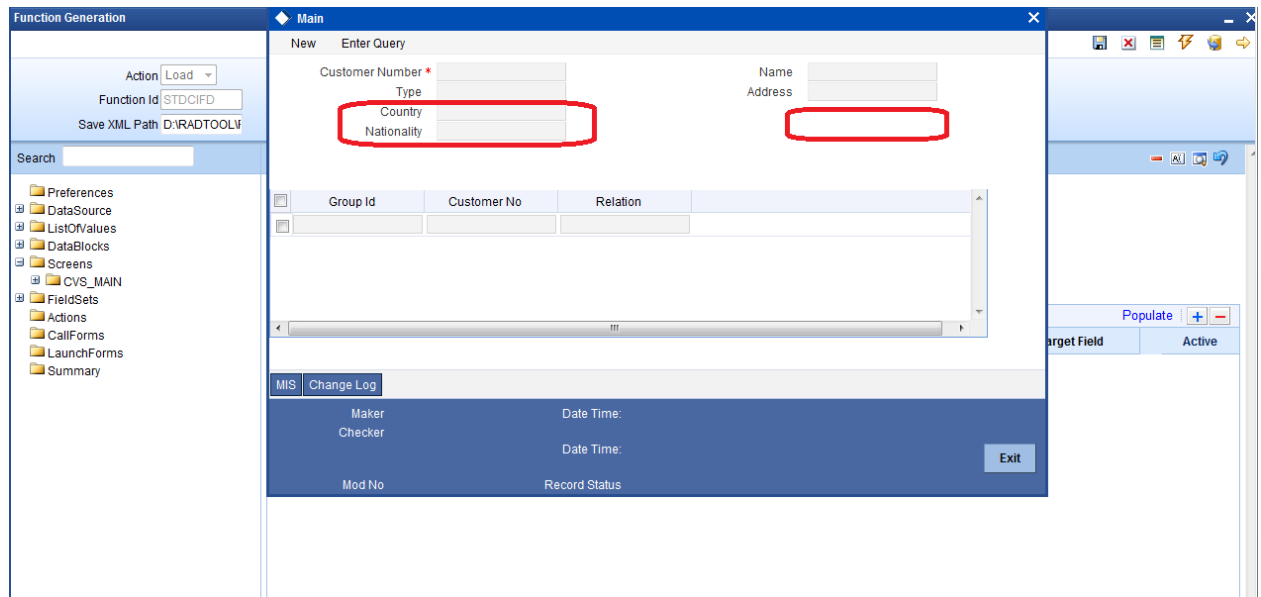 Function Generation
Action Load
Function Id STDCIFD
Save XML Path D:\RADTOOL\F
Search
Preferences
DataSource
ListOfValues
DataBlocks
Screens
CVS_MAIN
FieldSets
Actions
CallForms
LaunchForms
Summary
Main
New Enter Query
Customer Number * Name
Type Address
Country
Nationality
Group Id Customer No Relation
MIS Change Log
Maker Date Time:
Checker
Date Time:
Exit
Mod No Record Status
Populate
arget Field Active